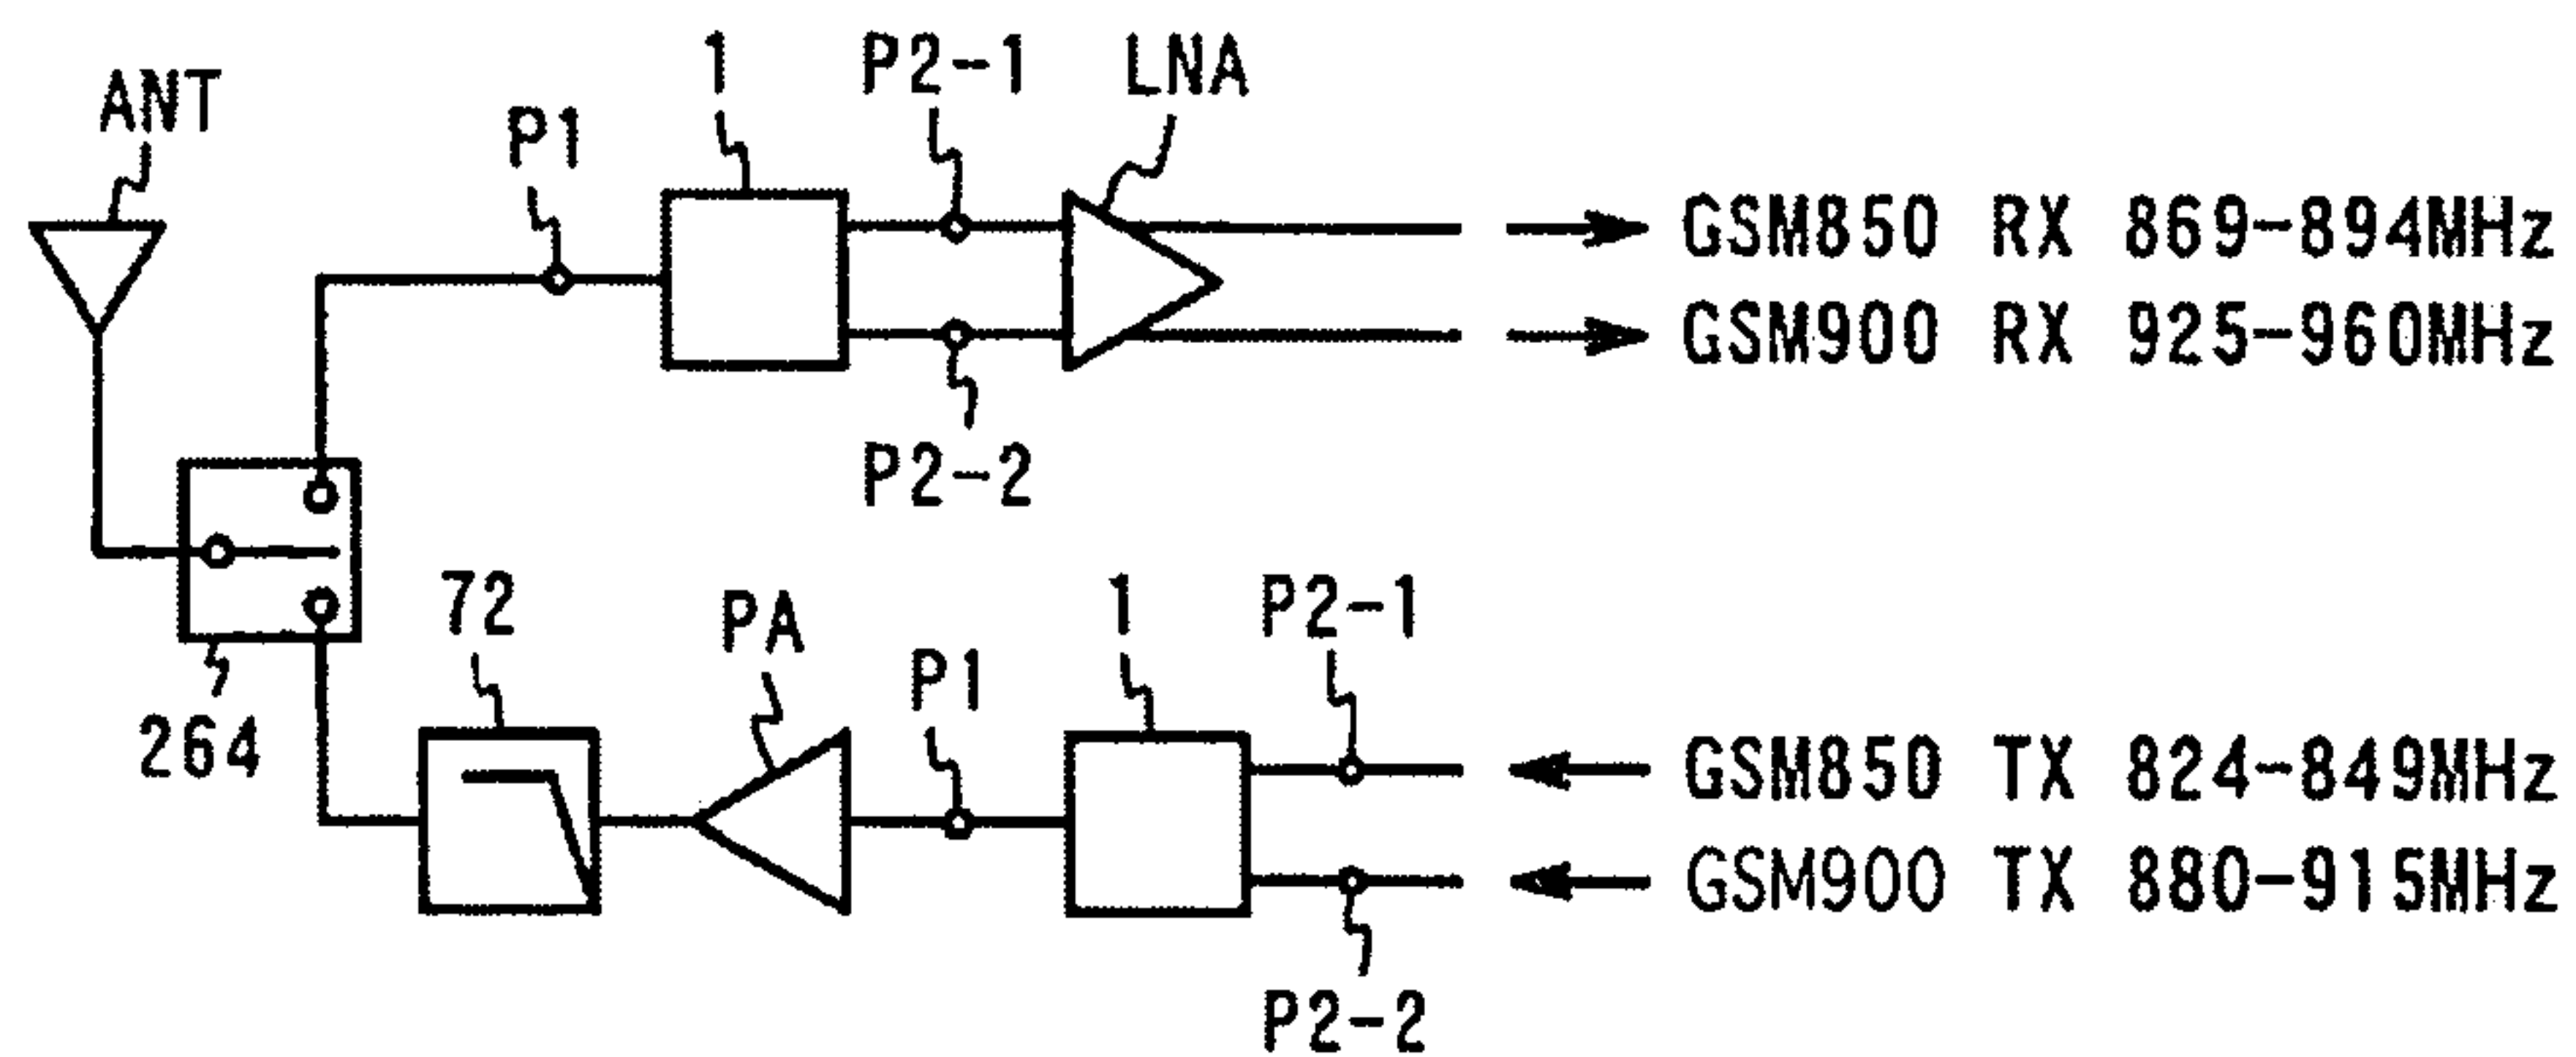 ANT
P1
1
P2-1
LNA
GSM850 RX 869-894MHz
GSM900 RX 925-960MHz
P2-2
264
72
PA
P1
1
P2-1
GSM850 TX 824-849MHz
GSM900 TX 880-915MHz
P2-2